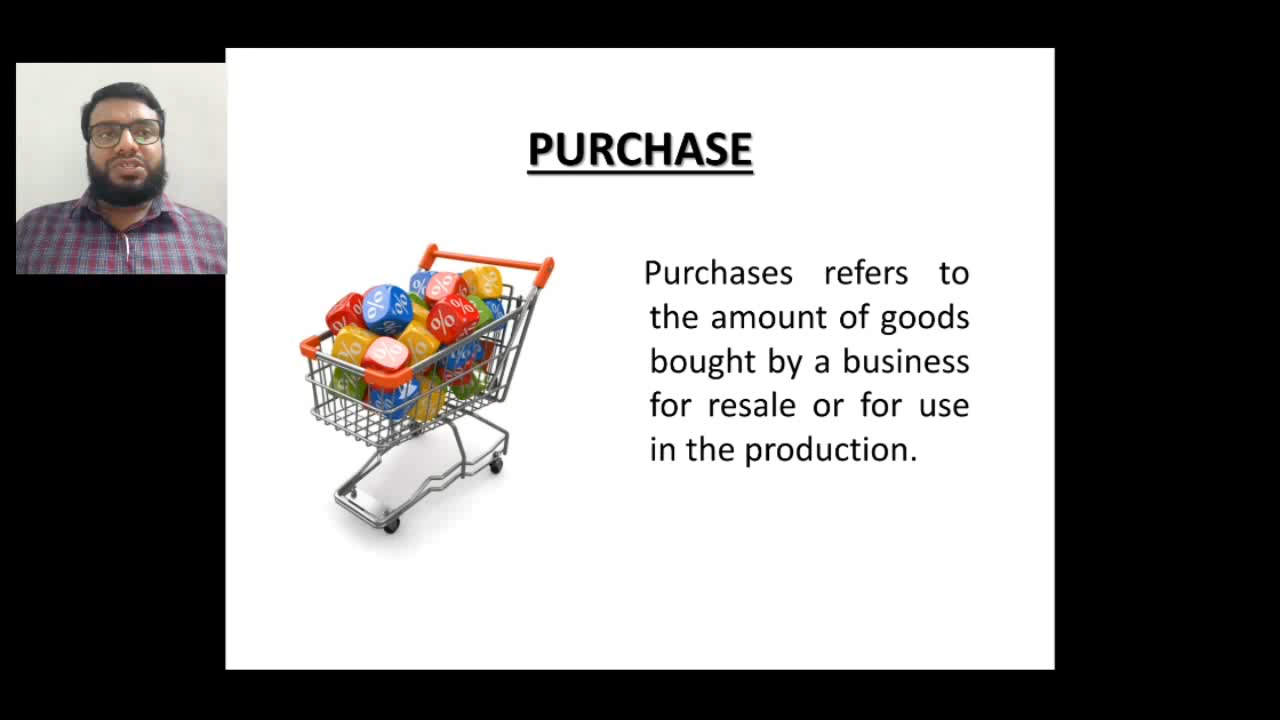 PURCHASE
Purchases refers to
the amount of goods
bought by a business
for resale or for use
in the production.